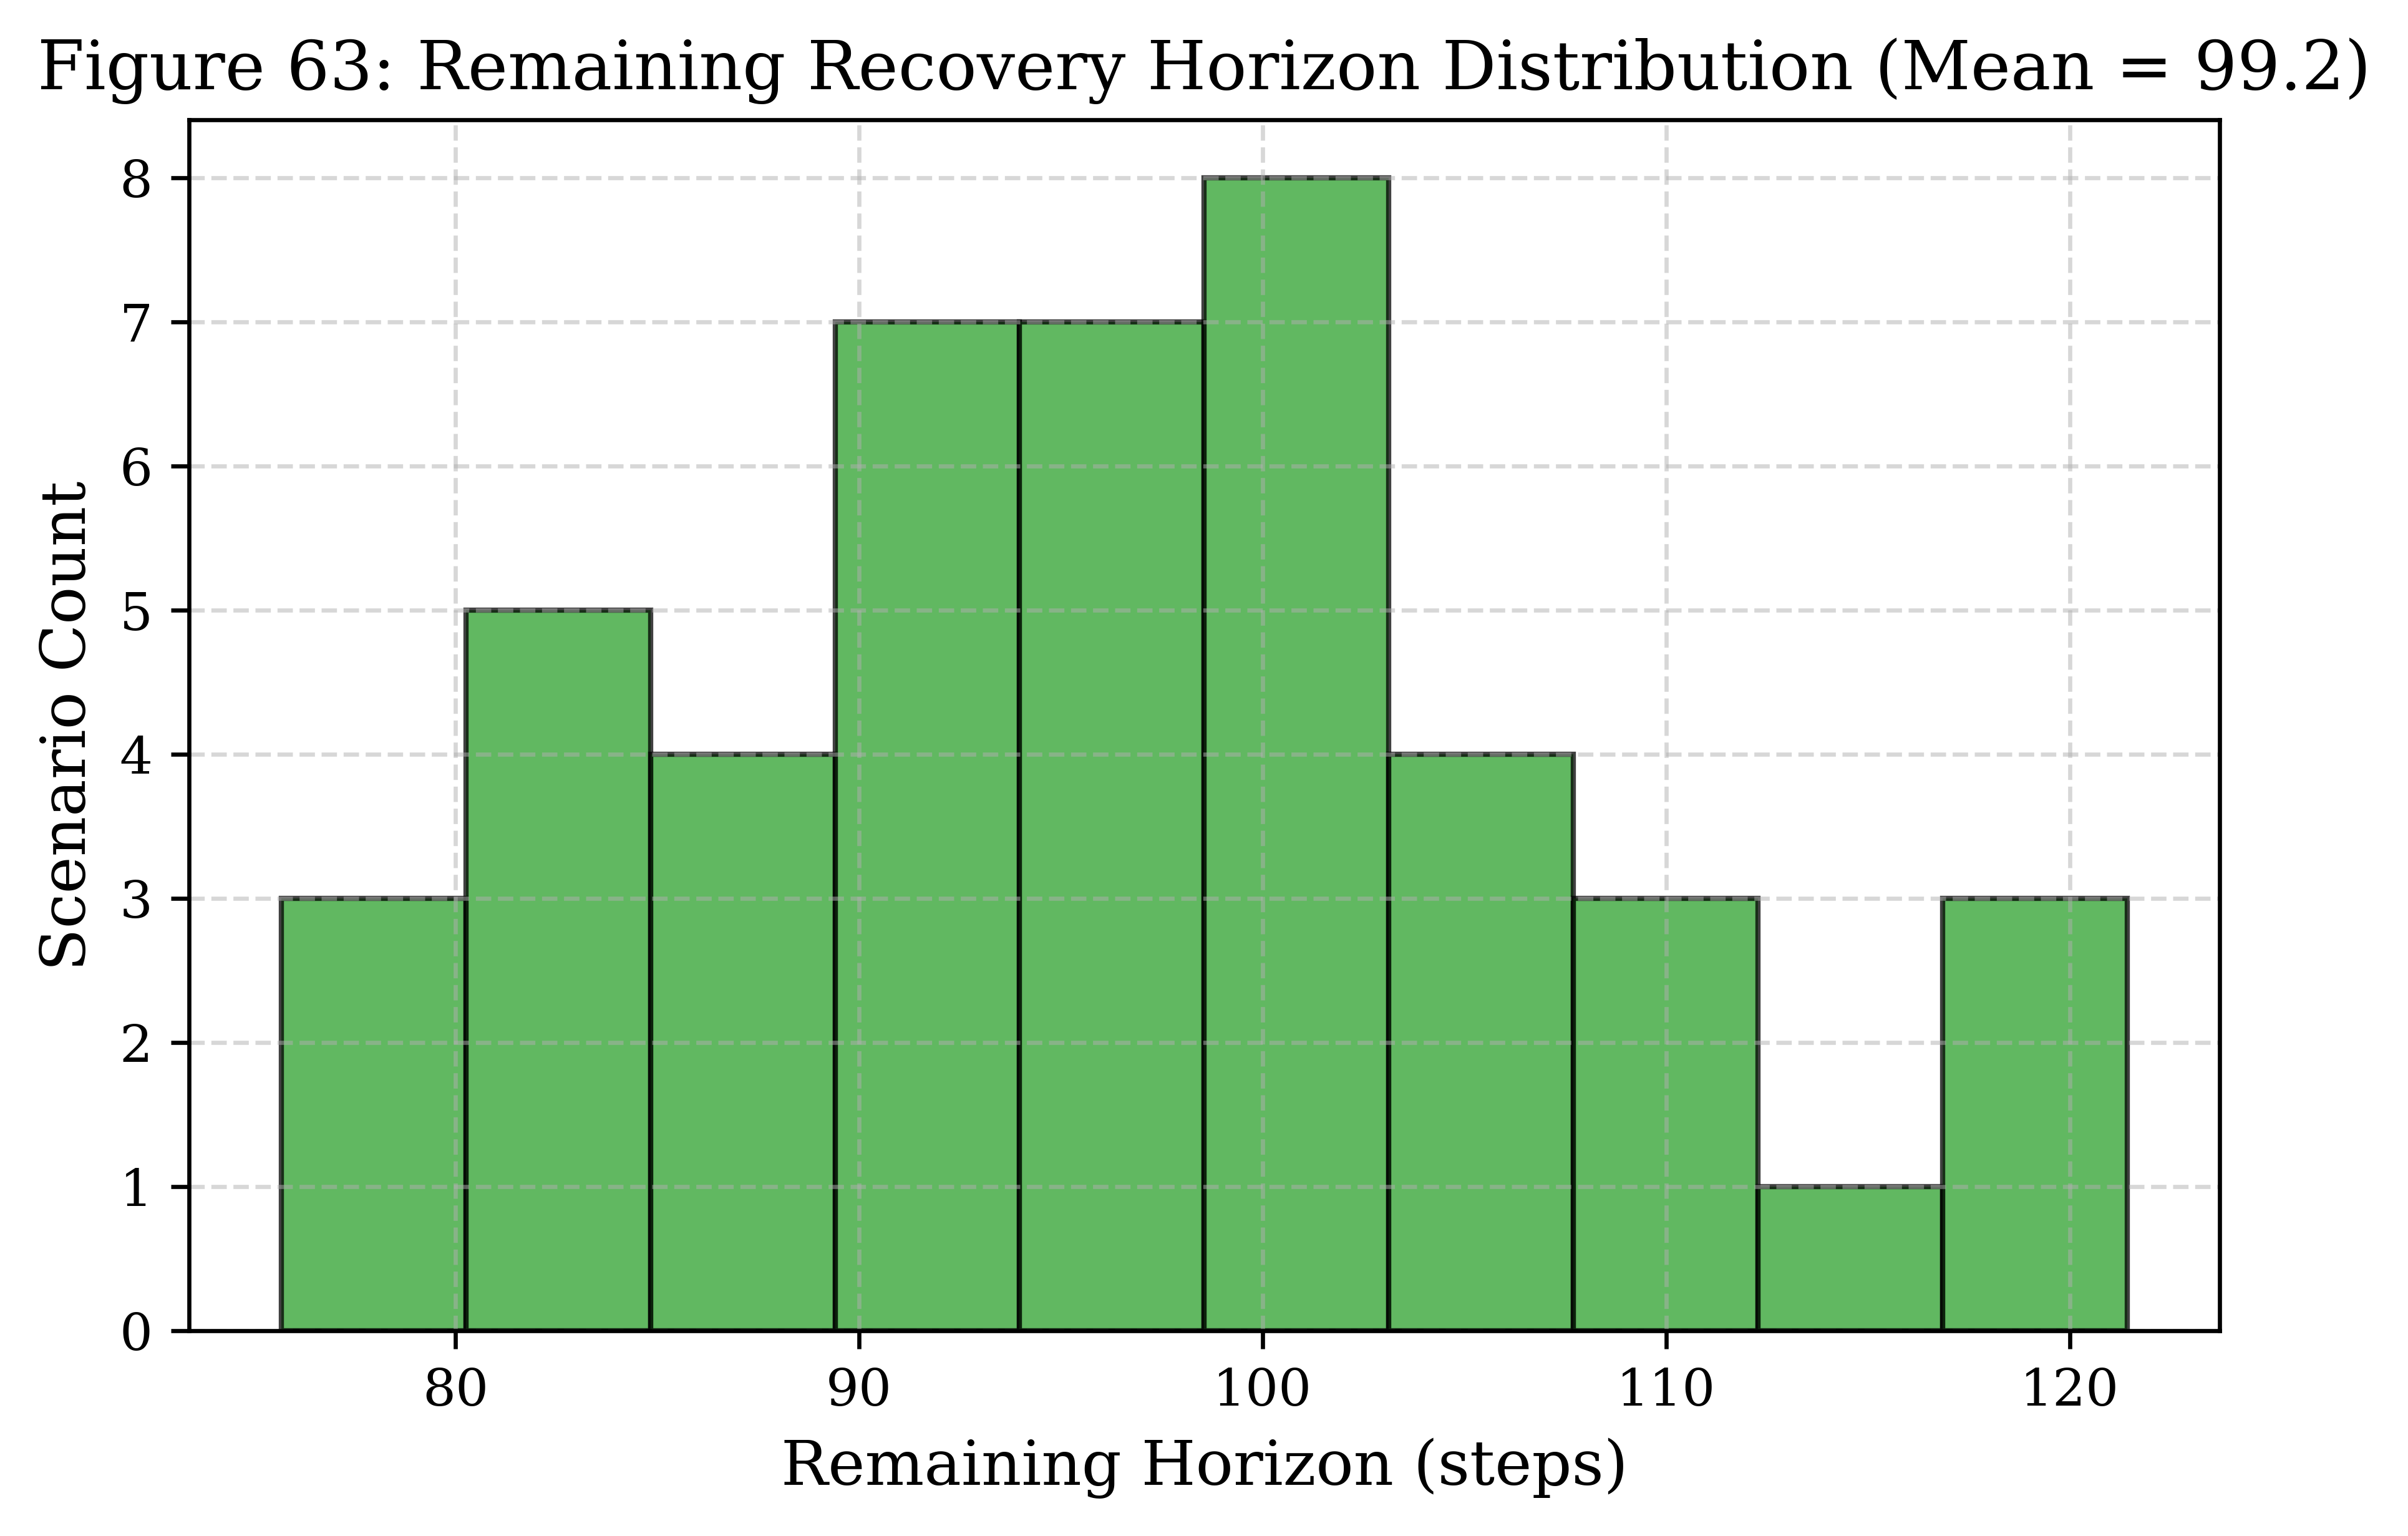 Figure 63: Remaining Recovery Horizon Distribution (Mean = 99.2)
8
7
6
5
4
3
2
1
0
Scenario Count
80 90 100 110 120
Remaining Horizon (steps)